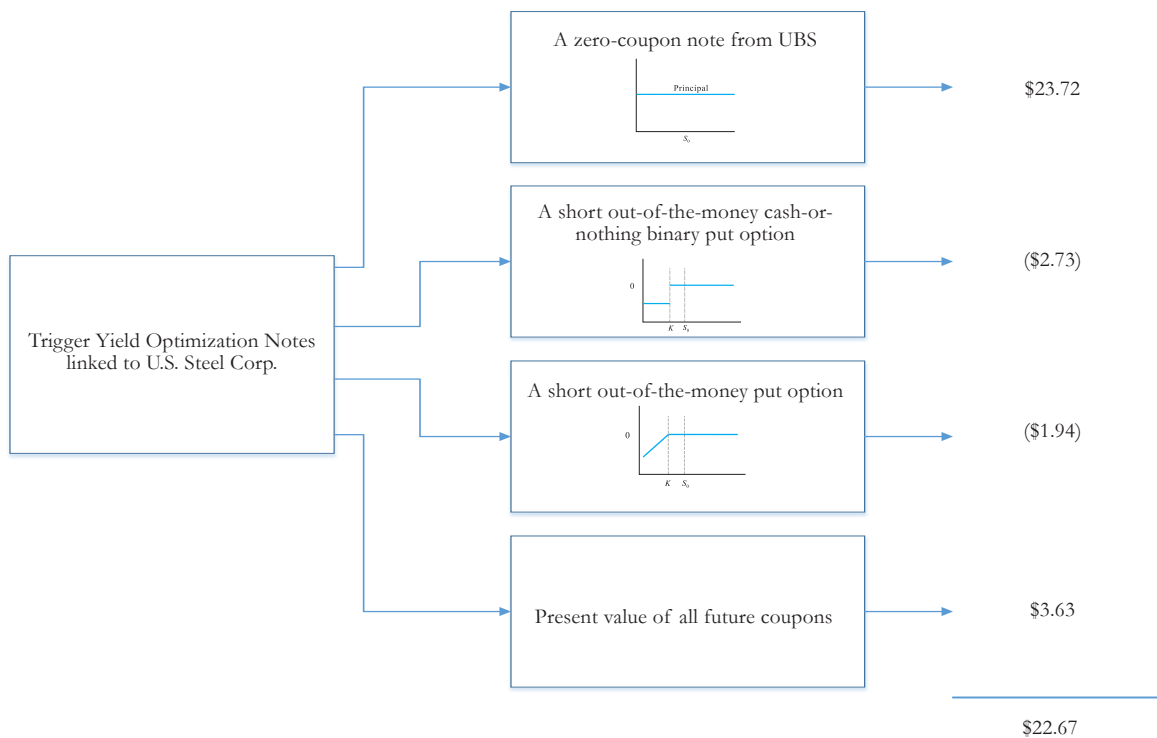 A zero-coupon note from UBS
Principal
S₀
$23.72
A short out-of-the-money cash-or-
nothing binary put option
0
K
S₀
($2.73)
Trigger Yield Optimization Notes
linked to U.S. Steel Corp.
A short out-of-the-money put option
0
K
S₀
($1.94)
Present value of all future coupons
$3.63
$22.67